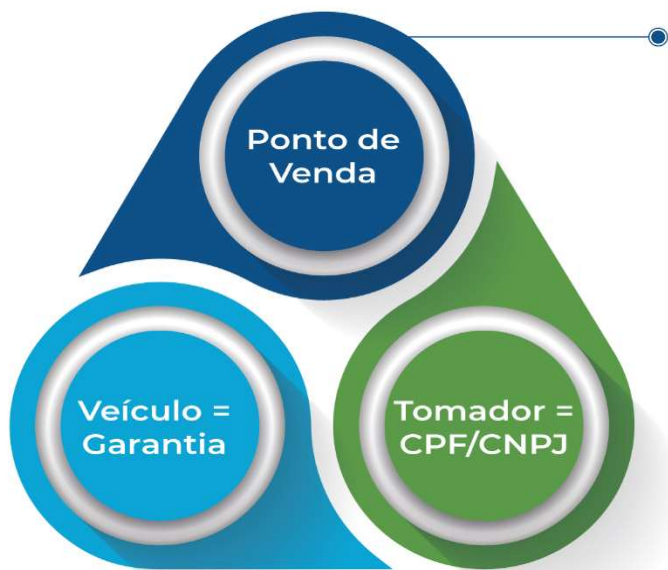 Ponto de
Venda
Veículo =
Garantia
Tomador =
CPF/CNPJ